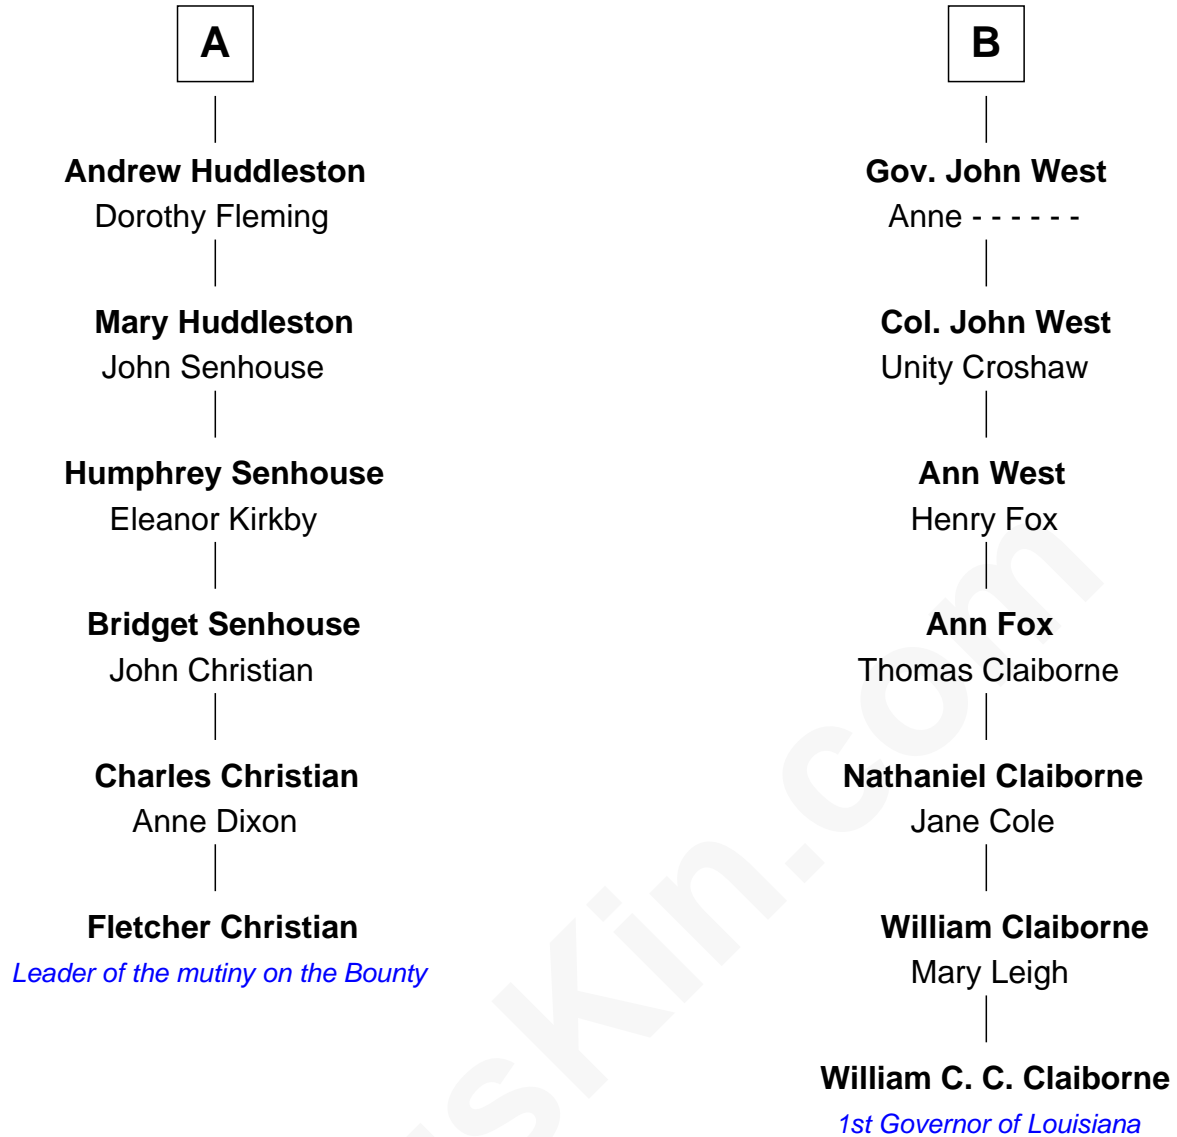 A
Andrew Huddleston
Dorothy Fleming
Mary Huddleston
John Senhouse
Humphrey Senhouse
Eleanor Kirkby
Bridget Senhouse
John Christian
Charles Christian
Anne Dixon
Fletcher Christian
Leader of the mutiny on the Bounty
B
Gov. John West
Anne - - - - - -
Col. John West
Unity Croshaw
Ann West
Henry Fox
Ann Fox
Thomas Claiborne
Nathaniel Claiborne
Jane Cole
William Claiborne
Mary Leigh
William C. C. Claiborne
1st Governor of Louisiana